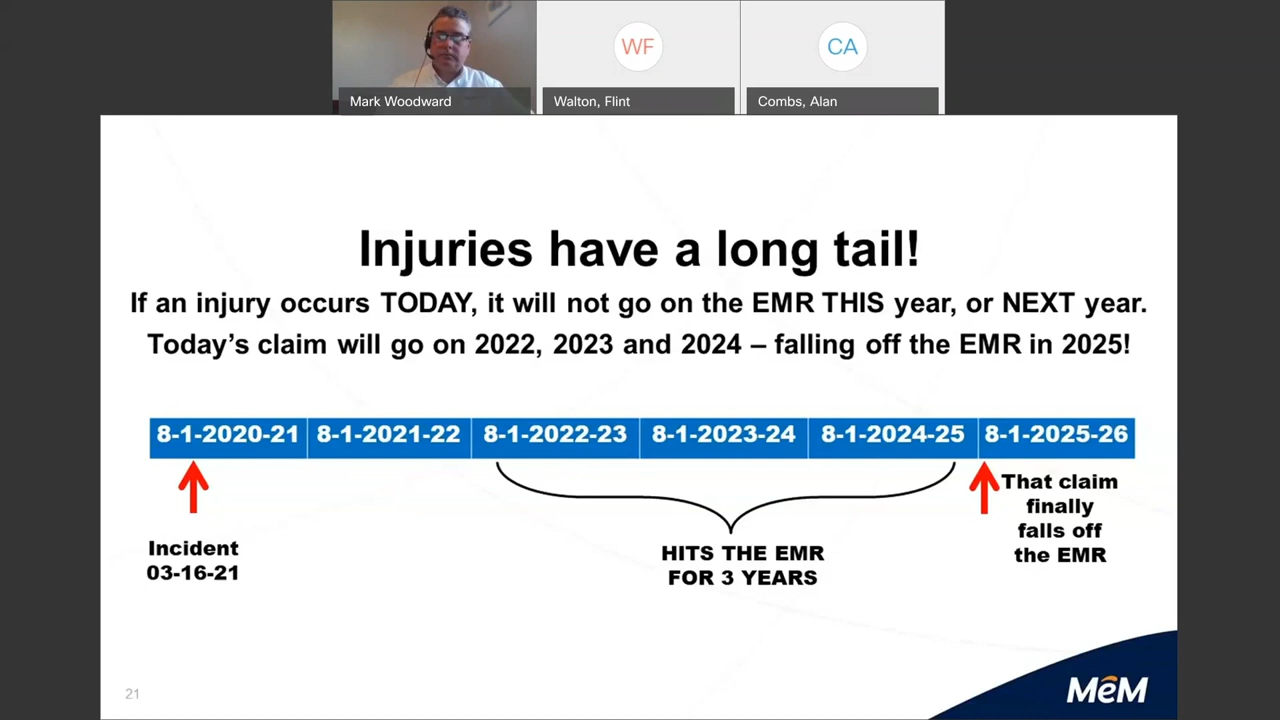 WF
CA
Mark Woodward
Walton, Flint
Combs, Alan
Injuries have a long tail!
If an injury occurs TODAY, it will not go on the EMR THIS year, or NEXT year.
Today's claim will go on 2022, 2023 and 2024 – falling off the EMR in 2025!
8-1-2020-21
8-1-2021-22
8-1-2022-23
8-1-2023-24
8-1-2024-25
8-1-2025-26
Incident
03-16-21
HITS THE EMR
FOR 3 YEARS
That claim
finally
falls off
the EMR
21
MeM